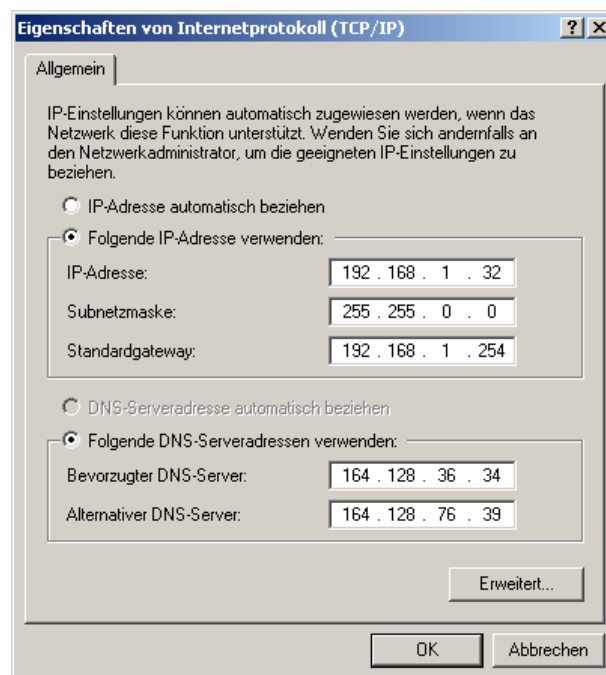 Eigenschaften von Internetprotokoll (TCP/IP)
Allgemein
IP-Einstellungen können automatisch zugewiesen werden, wenn das
Netzwerk diese Funktion unterstützt. Wenden Sie sich andernfalls an
den Netzwerkadministrator, um die geeigneten IP-Einstellungen zu
beziehen.
IP-Adresse automatisch beziehen
Folgende IP-Adresse verwenden:
IP-Adresse: 192 . 168 . 1 . 32
Subnetzmaske: 255 . 255 . 0 . 0
Standardgateway: 192 . 168 . 1 . 254
DNS-Serveradresse automatisch beziehen
Folgende DNS-Serveradressen verwenden:
Bevorzugter DNS-Server: 164 . 128 . 36 . 34
Alternativer DNS-Server: 164 . 128 . 76 . 39
Erweitert...
OK Abbrechen